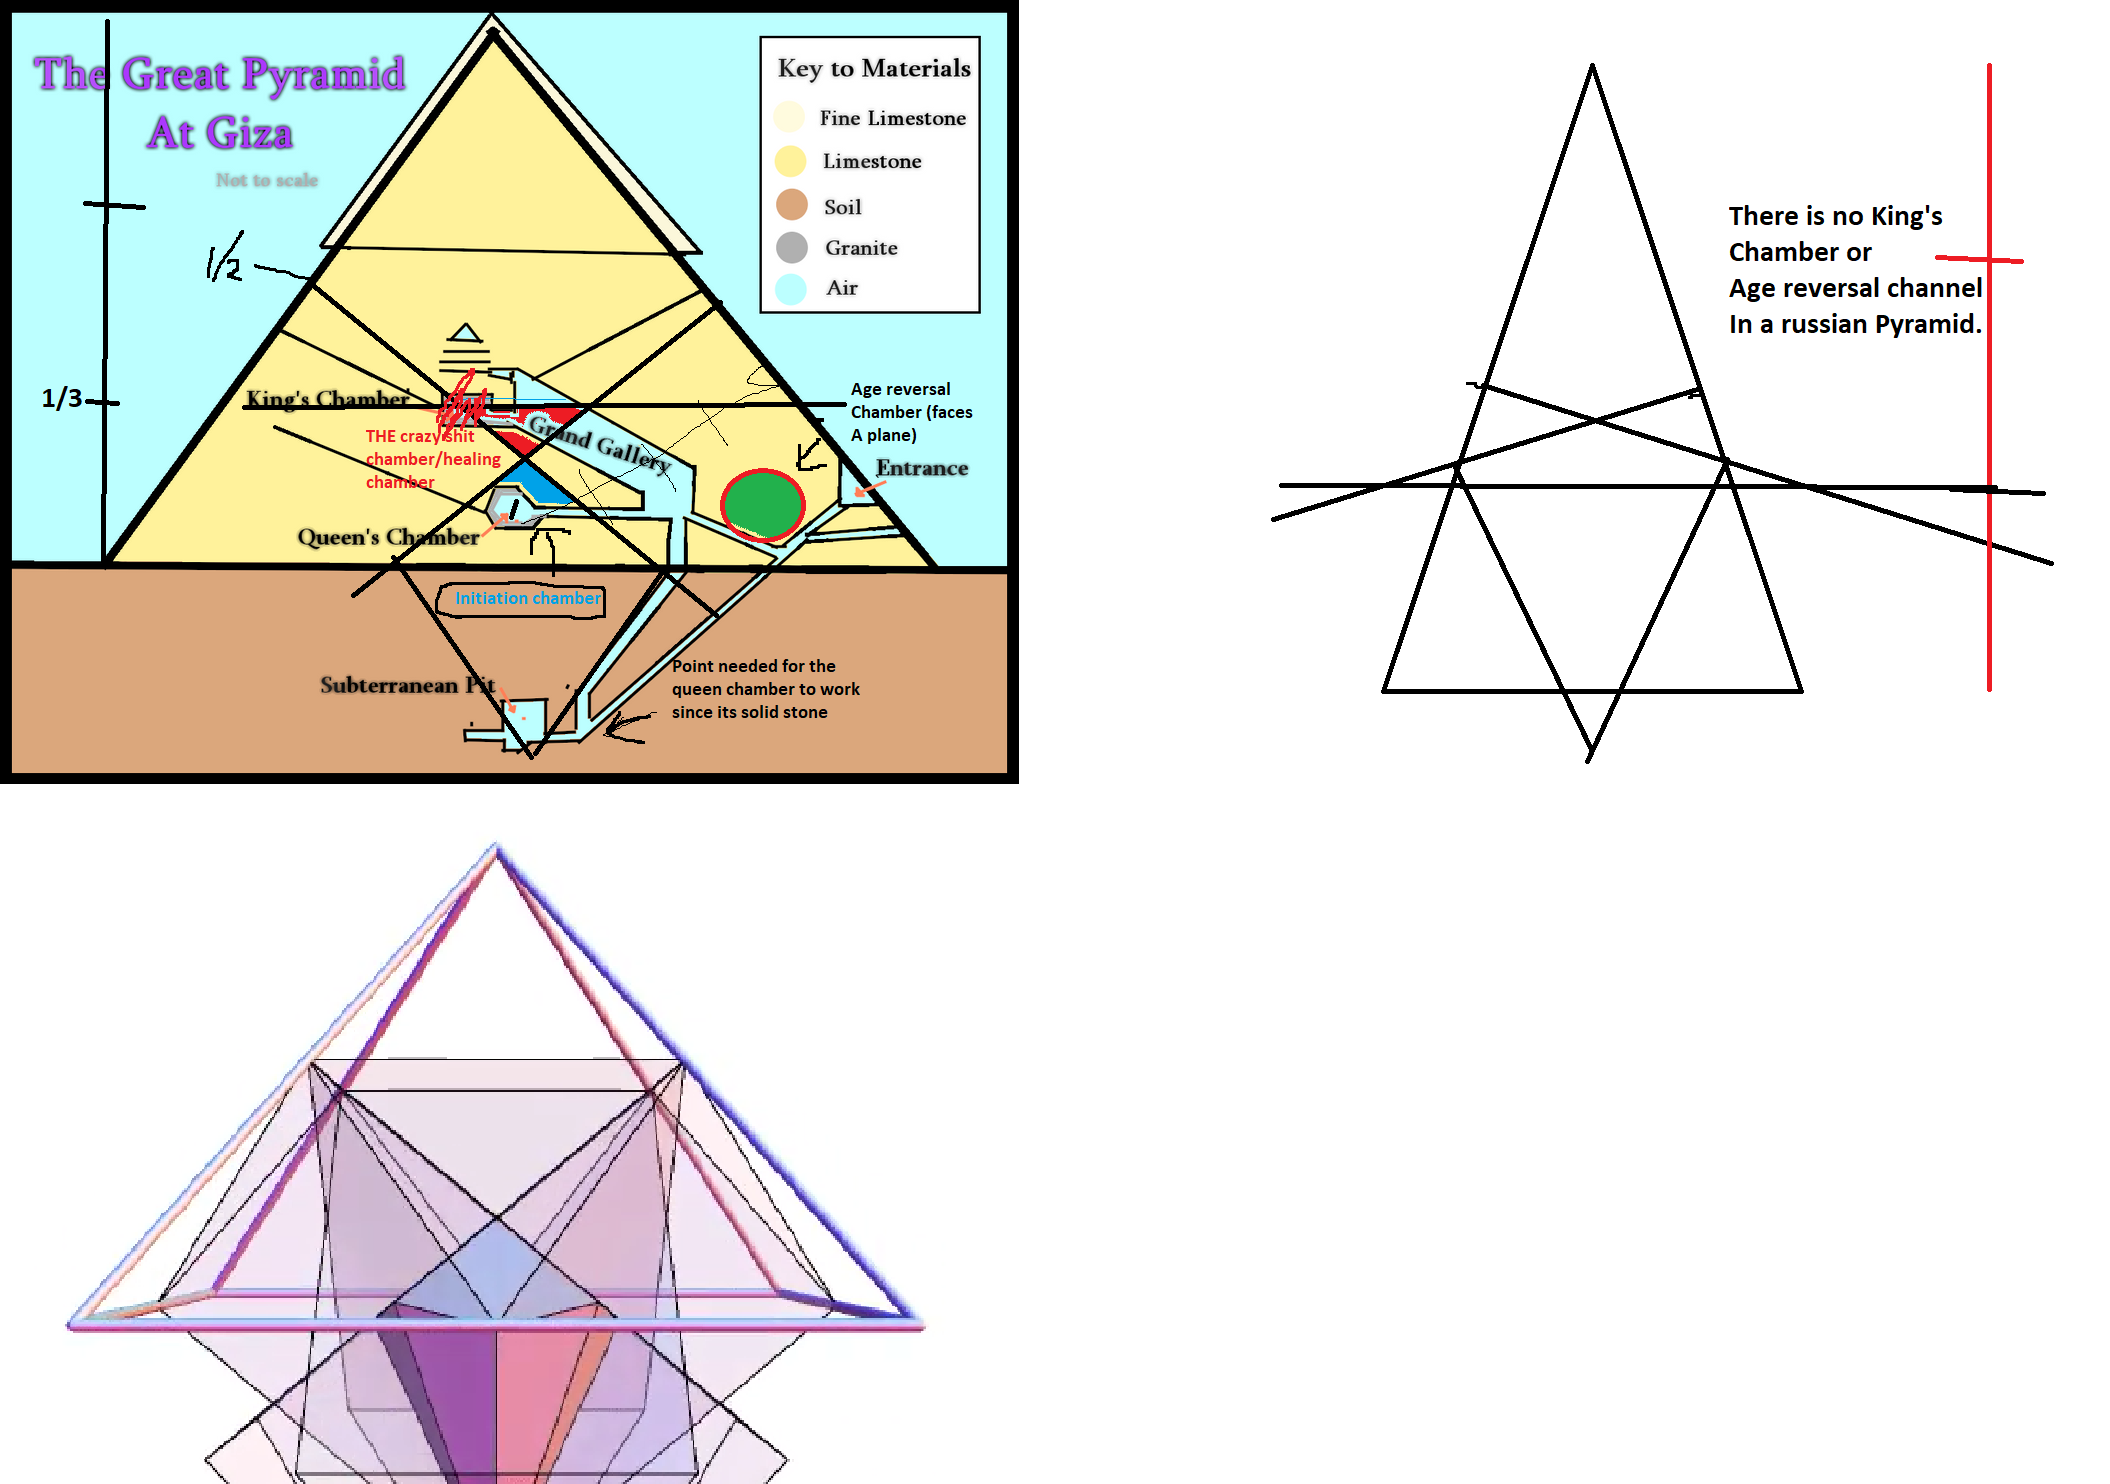 The Great Pyramid
At Giza
Not to scale
Key to Materials
Fine Limestone
Limestone
Soil
Granite
Air
1/2
1/3
King's Chamber
THE crazy shit
chamber/healing
chamber
Grand Gallery
Age reversal
Chamber (faces
A plane)
Entrance
Queen's Chamber
Initiation chamber
Subterranean Pit
Point needed for the
queen chamber to work
since its solid stone
There is no King's
Chamber or
Age reversal channel
In a russian Pyramid.